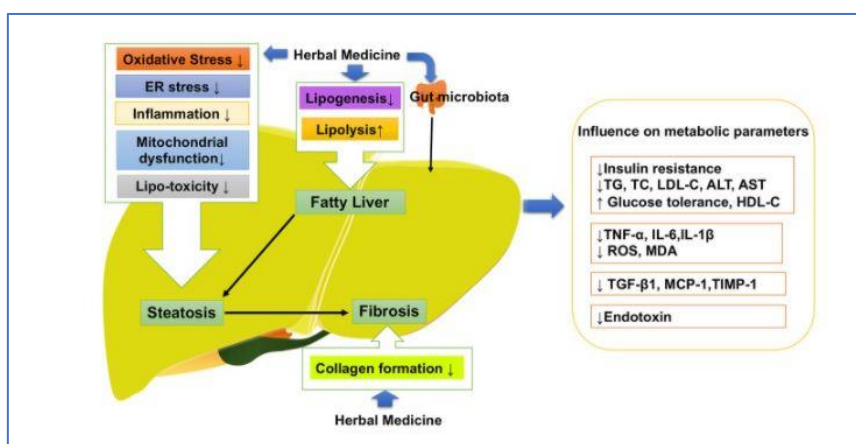 Herbal Medicine
Oxidative Stress ↓
ER stress ↓
Inflammation ↓
Mitochondrial
dysfunction↓
Lipo-toxicity ↓
Lipogenesis↓
Lipolysis↑
Gut microbiota
Fatty Liver
Steatosis
Fibrosis
Collagen formation ↓
Herbal Medicine
Influence on metabolic parameters
↓Insulin resistance
↓TG, TC, LDL-C, ALT, AST
↑ Glucose tolerance, HDL-C
↓TNF-α, IL-6,IL-1β
↓ ROS, MDA
↓ TGF-β1, MCP-1,TIMP-1
↓Endotoxin